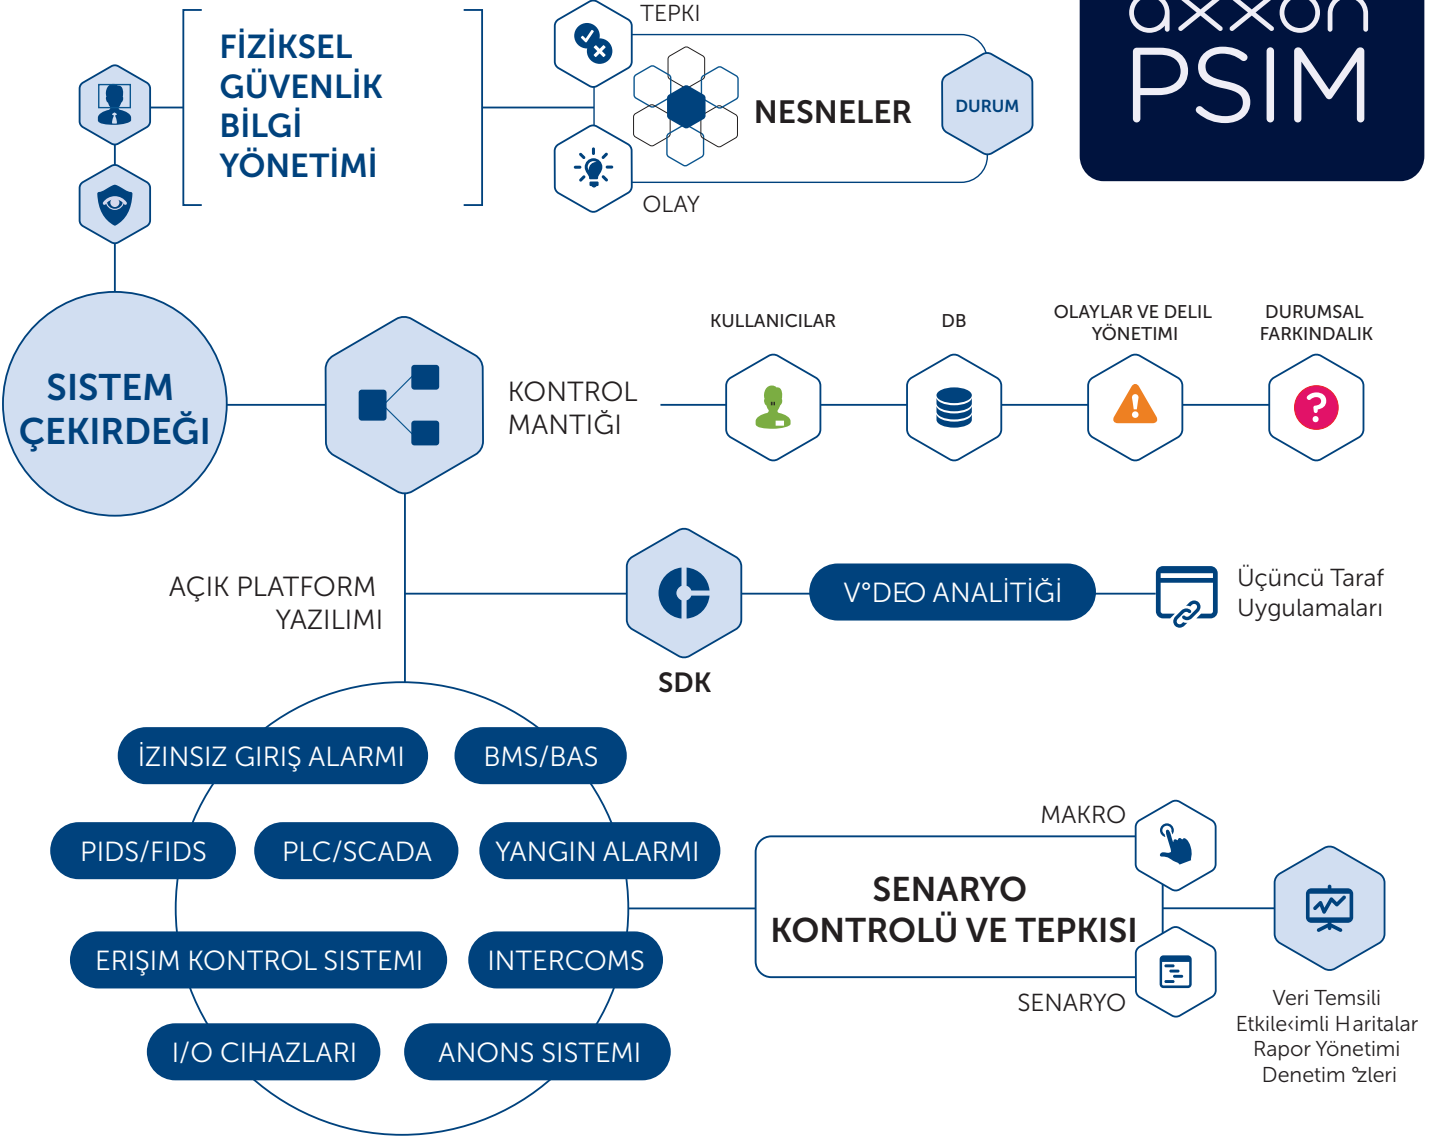 TEPKI
axxon
PSIM
FİZİKSEL
GÜVENLİK
BİLGİ
YÖNETİMİ
NESNELER
DURUM
OLAY
SISTEM
ÇEKIRDEĞI
KONTROL
MANTIĞI
KULLANICILAR
DB
OLAYLAR VE DELIL
YÖNETIMI
DURUMSAL
FARKINDALIK
AÇIK PLATFORM
YAZILIMI
SDK
V°DEO ANALİTİĞİ
Üçüncü Taraf
Uygulamaları
İZINSIZ GIRIŞ ALARMI
BMS/BAS
PIDS/FIDS
PLC/SCADA
YANGIN ALARMI
ERIŞIM KONTROL SISTEMI
INTERCOMS
I/O CIHAZLARI
ANONS SISTEMI
MAKRO
SENARYO
KONTROLÜ VE TEPKISI
SENARYO
Veri Temsili
Etkile‹imli Haritalar
Rapor Yönetimi
Denetim °zleri